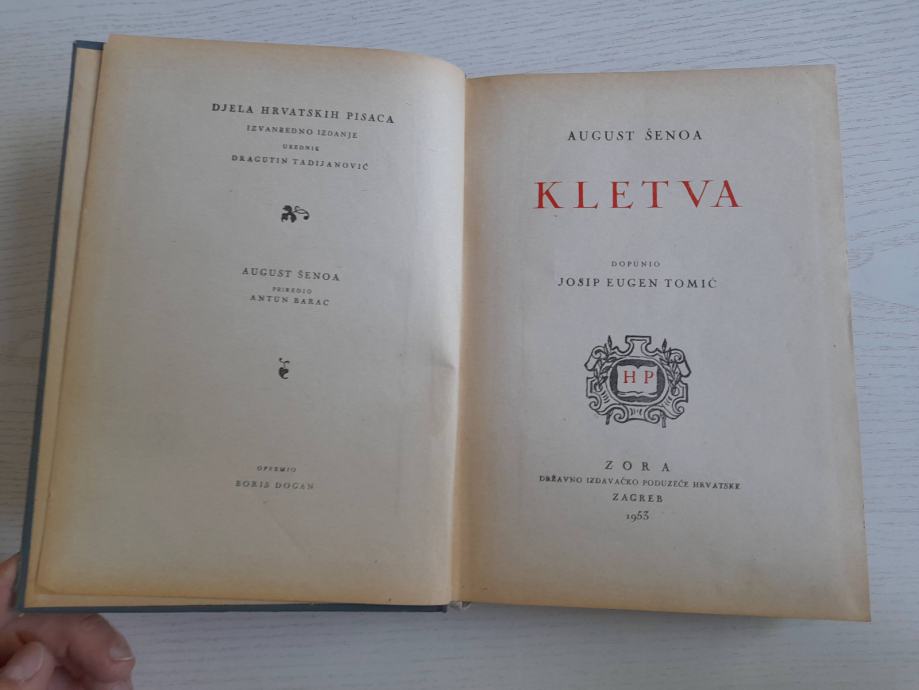 DJELA HRVATSKIH PISACA
IZVANREDNO IZDANJE
UREDNIK
DRAGUTIN TADIJANOVIĆ
AUGUST ŠENOA
PRIREDIO
ANTUN BARAC
OPREMIO
BORIS DOGAN
AUGUST ŠENOA
KLETVA
DOPUNIO
JOSIP EUGEN TOMIĆ
H P
ZORA
DRŽAVNO IZDAVAČKO PODUZEĆE HRVATSKE
ZAGREB
1953